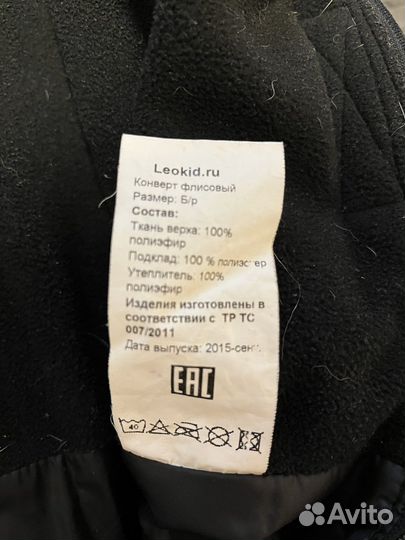 Leokid.ru
Конверт флисовый
Размер: Б/р
Состав:
Ткань верха: 100%
полиэфир
Подклад: 100 % полиэстер
Утеплитель: 100%
полиэфир
Изделия изготовлены в
соответствии с ТР ТС
007/2011
Дата выпуска: 2015-сен.
EAC
40
Avito